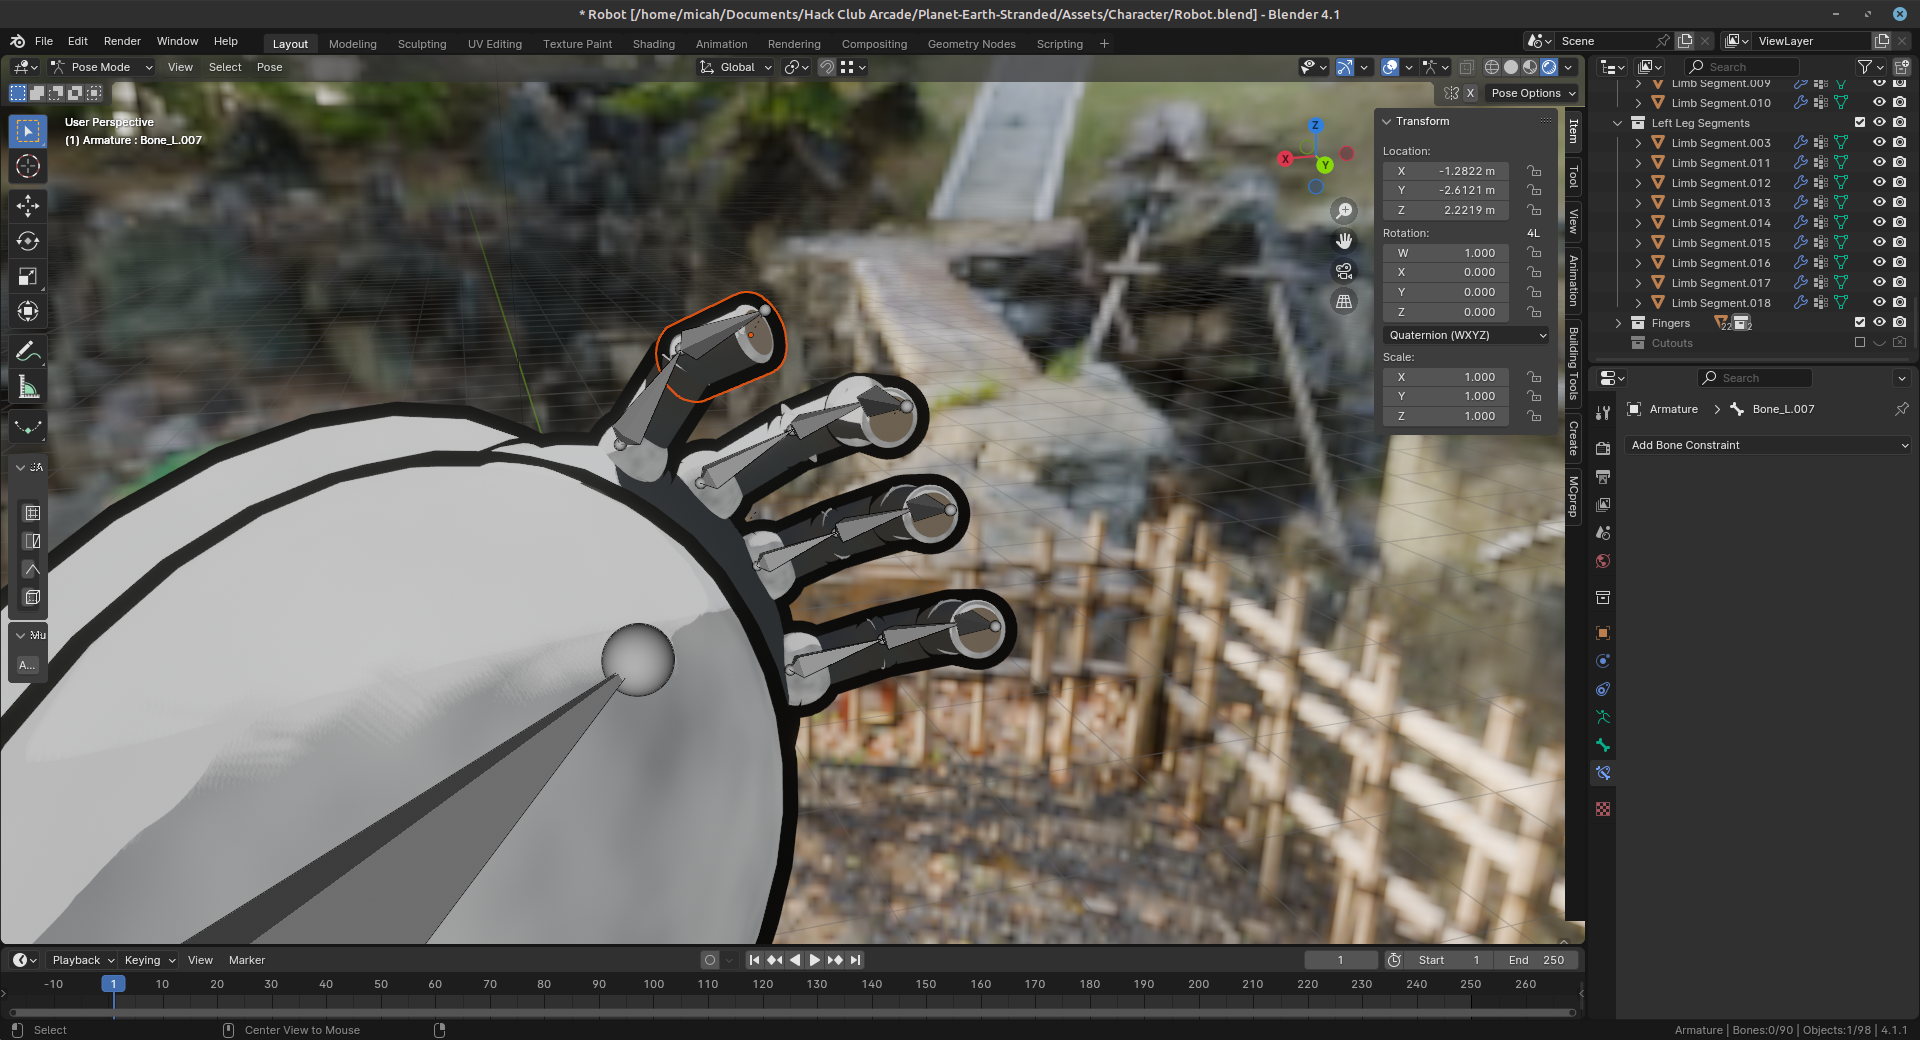 * Robot [/home/micah/Documents/Hack Club Arcade/Planet-Earth-Stranded/Assets/Character/Robot.blend] - Blender 4.1
File Edit Render Window Help
Layout Modeling Sculpting UV Editing Texture Paint Shading Animation Rendering Compositing Geometry Nodes Scripting +
Scene
ViewLayer
Pose Mode View Select Pose
Global
Search
X Pose Options
User Perspective
(1) Armature : Bone_L.007
Z
X
Y
Transform
Location:
X -1.2822 m
Y -2.6121 m
Z 2.2219 m
Rotation: 4L
W 1.000
X 0.000
Y 0.000
Z 0.000
Quaternion (WXYZ)
Scale:
X 1.000
Y 1.000
Z 1.000
Item
Tool
View
Animation
Building Tools
Create
MCprep
Mu
A...
Limb Segment.009
Limb Segment.010
Left Leg Segments
Limb Segment.003
Limb Segment.011
Limb Segment.012
Limb Segment.013
Limb Segment.014
Limb Segment.015
Limb Segment.016
Limb Segment.017
Limb Segment.018
Fingers 22 2
Cutouts
Search
Armature > Bone_L.007
Add Bone Constraint
Playback Keying View Marker
1 Start 1 End 250
-10 1 10 20 30 40 50 60 70 80 90 100 110 120 130 140 150 160 170 180 190 200 210 220 230 240 250 260
Select Center View to Mouse
Armature | Bones:0/90 | Objects:1/98 | 4.1.1